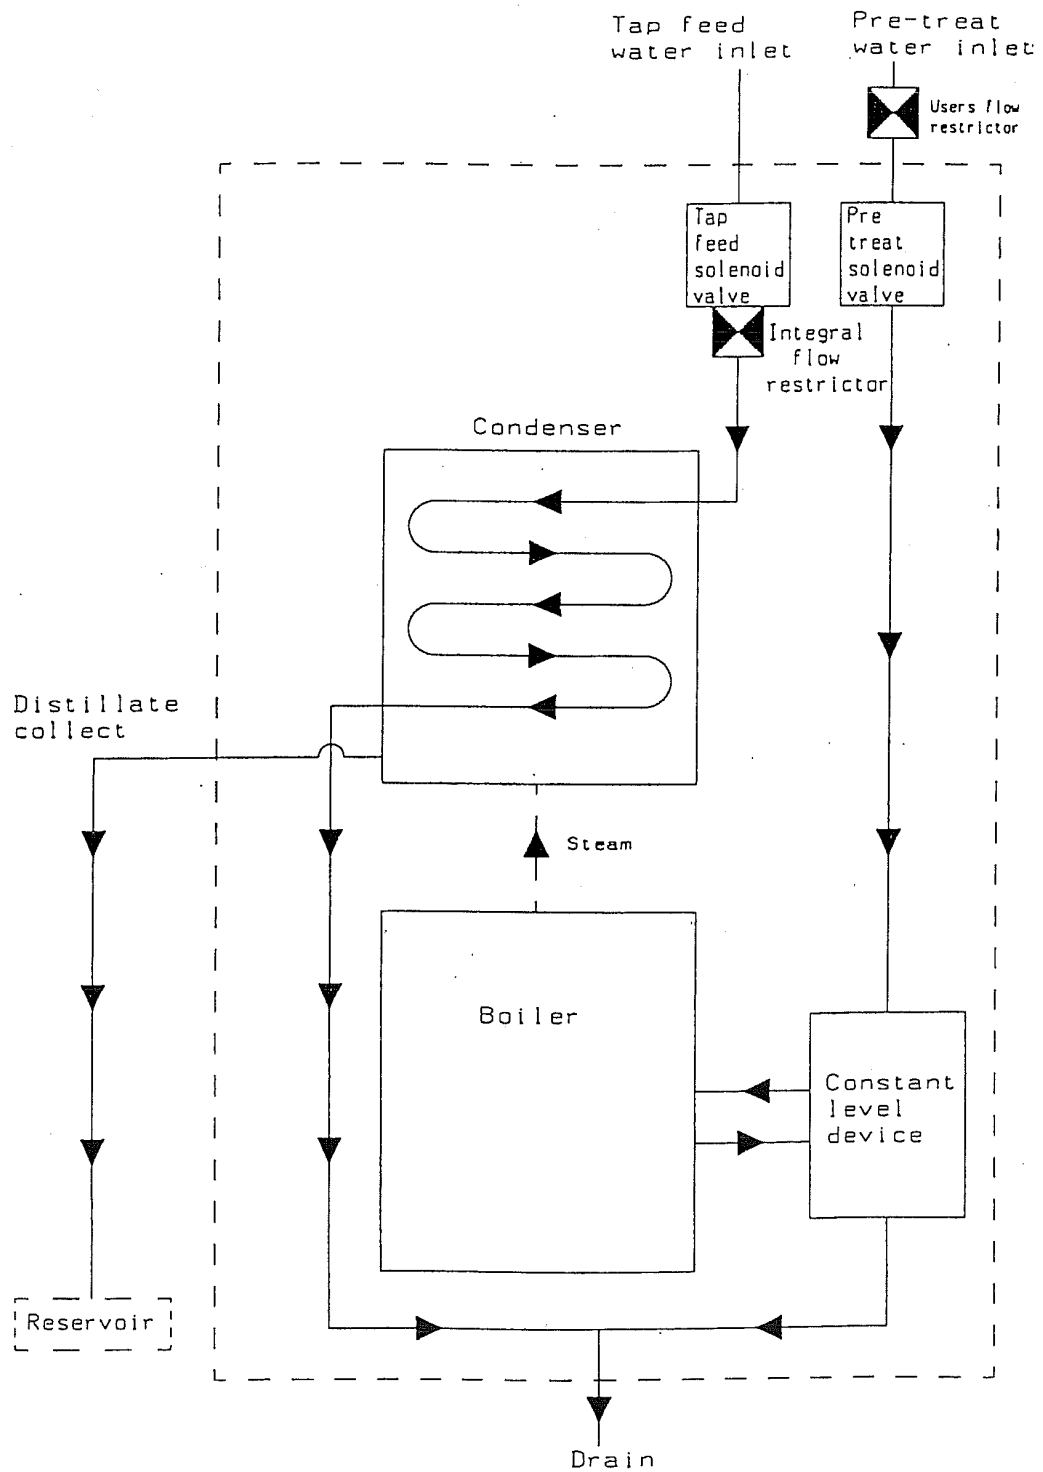 Tap feed
water inlet
Pre-treat
water inlet
Users flow
restrictor
Tap
feed
solenoid
valve
Pre
treat
solenoid
valve
Integral
flow
restrictor
Condenser
Distillate
collect
Steam
Boiler
Constant
level
device
Reservoir
Drain